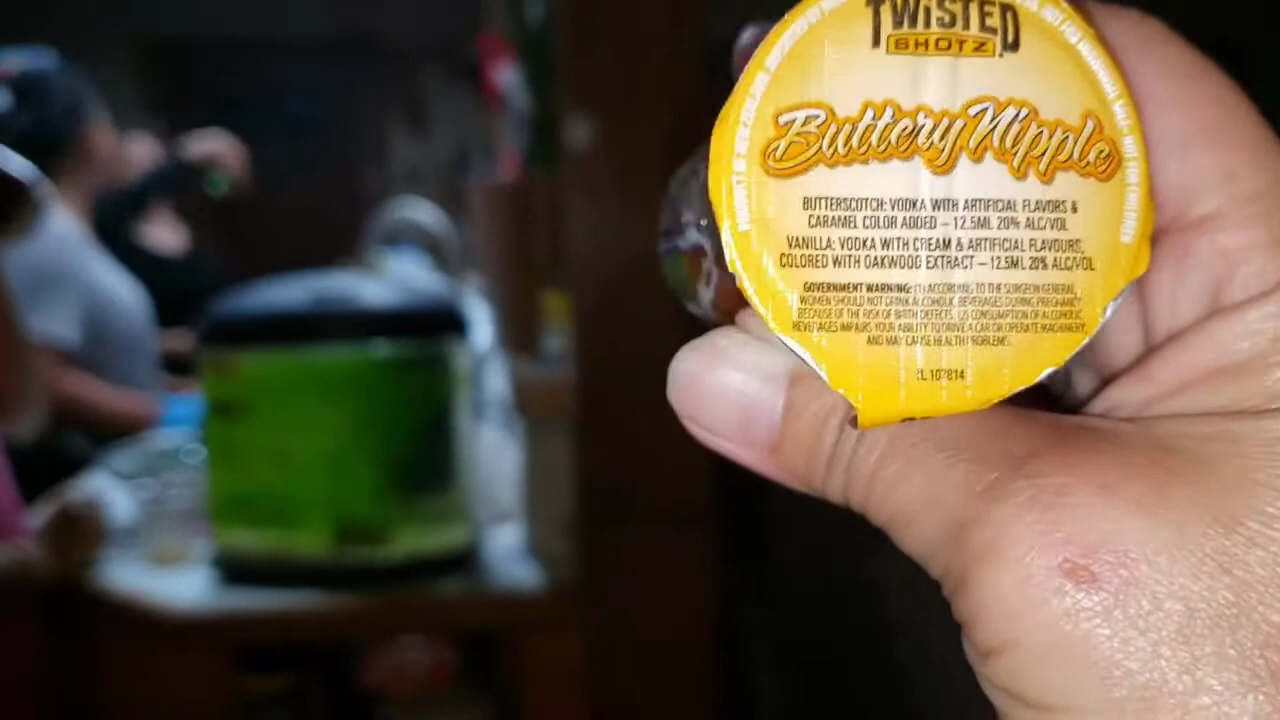 TWiSTED
SHOTZ
Buttery Nipple
BUTTERSCOTCH: VODKA WITH ARTIFICIAL FLAVORS &
CARAMEL COLOR ADDED – 12.5ML 20% ALC/VOL
VANILLA: VODKA WITH CREAM & ARTIFICIAL FLAVOURS,
COLORED WITH OAKWOOD EXTRACT – 12.5ML 20% ALC/VOL
GOVERNMENT WARNING: (1) ACCORDING TO THE SURGEON GENERAL,
WOMEN SHOULD NOT DRINK ALCOHOLIC BEVERAGES DURING PREGNANCY
BECAUSE OF THE RISK OF BIRTH DEFECTS. (2) CONSUMPTION OF ALCOHOLIC
BEVERAGES IMPAIRS YOUR ABILITY TO DRIVE A CAR OR OPERATE MACHINERY,
AND MAY CAUSE HEALTH PROBLEMS.